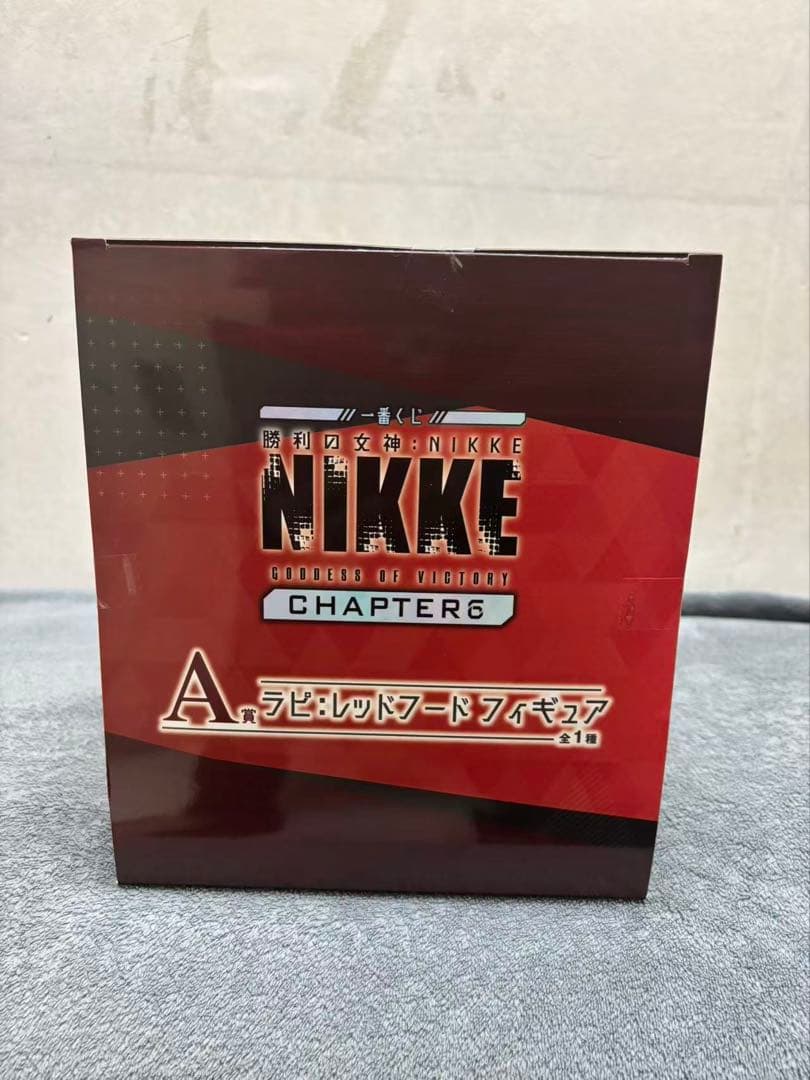 一番くじ
勝利の女神:NIKKE
NIKKE
GODDESS OF VICTORY
CHAPTER6
A賞 ラピ:レッドフード フィギュア
全1種